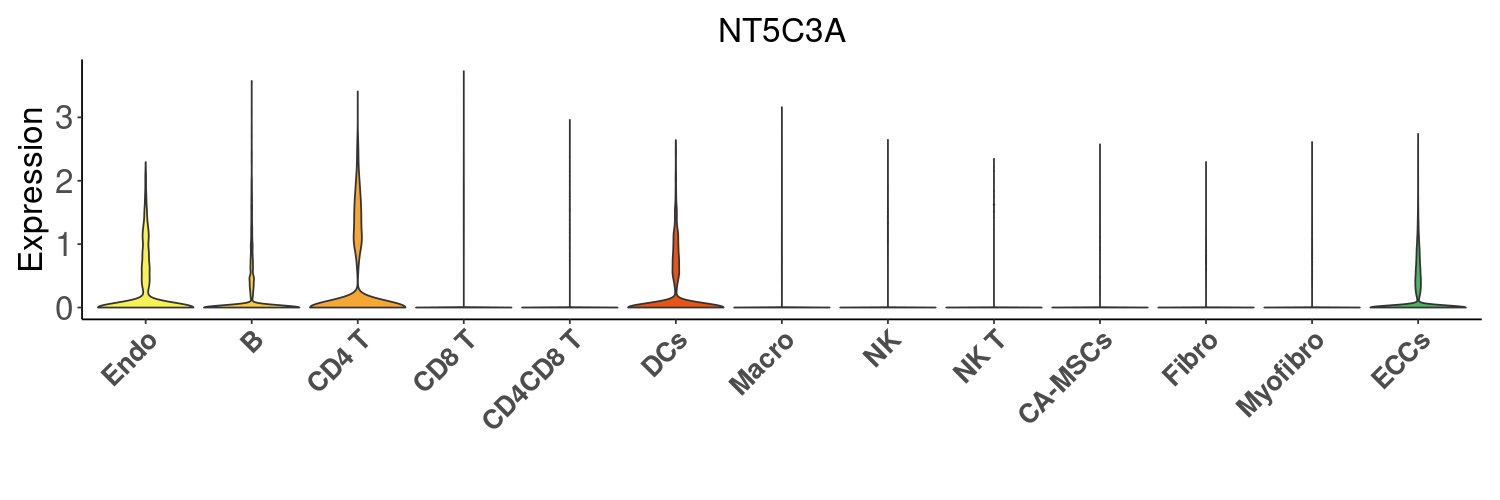 NT5C3A
Expression
3
2
1
0
Endo
B
CD4 T
CD8 T
CD4CD8 T
DCs
Macro
NK
NK T
CA-MSCs
Fibro
Myofibro
ECCs